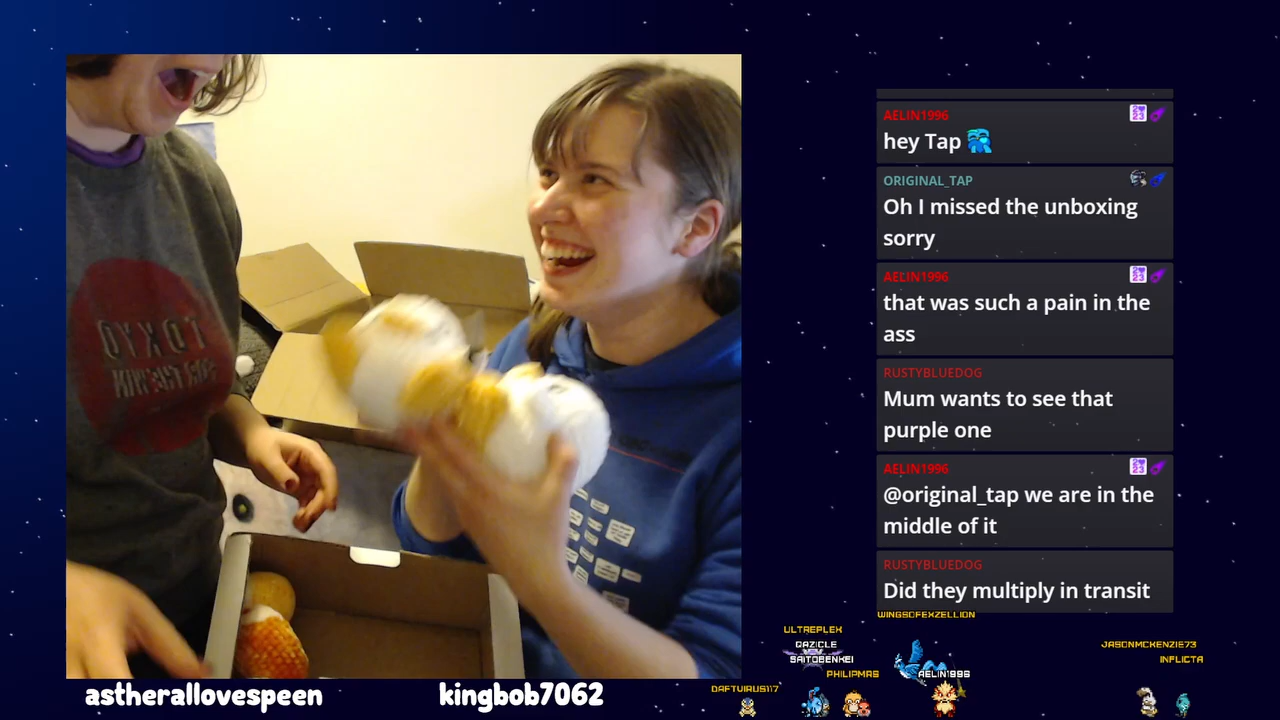 AELIN1996
hey Tap
ORIGINAL_TAP
Oh I missed the unboxing
sorry
AELIN1996
that was such a pain in the
ass
RUSTYBLUEDOG
Mum wants to see that
purple one
AELIN1996
@original_tap we are in the
middle of it
RUSTYBLUEDOG
Did they multiply in transit
WINGSOFEXZELLION
ULTREPLEX
QAZICLE
SAITOBENKEI
PHILIPMAS
AELIN1996
JASONMCKENZIE73
INFLICTA
DAFTVIRUS117
astherallovespeen
kingbob7062